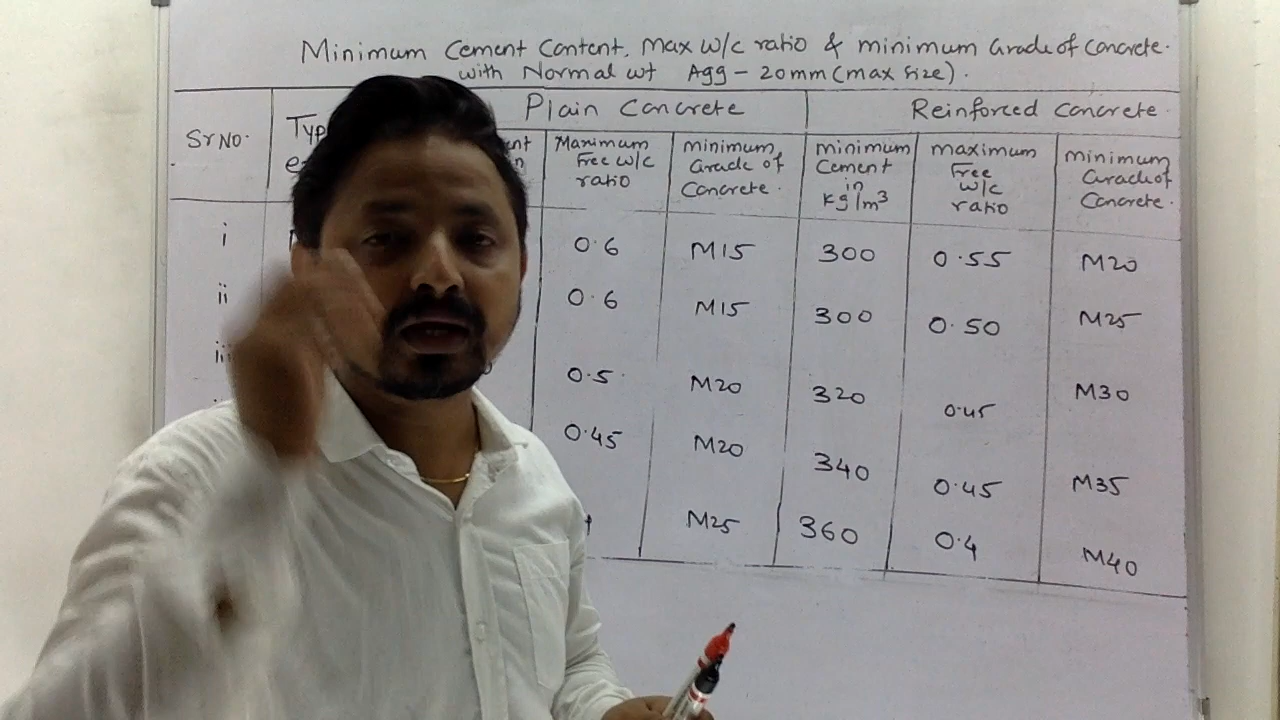 Minimum Cement Content, Max w/c ratio & minimum Grade of Concrete.
with Normal wt Agg - 20mm (max size).
Plain Concrete Reinforced Concrete
Sr No.
Maximum Free w/c ratio
minimum Grade of Concrete.
minimum Cement in kg/m³
maximum Free w/c ratio
minimum Grade of Concrete.
i 0.6 M15 300 0.55 M20
ii 0.6 M15 300 0.50 M25
iii 0.5 M20 320 0.45 M30
0.45 M20 340 0.45 M35
M25 360 0.4 M40